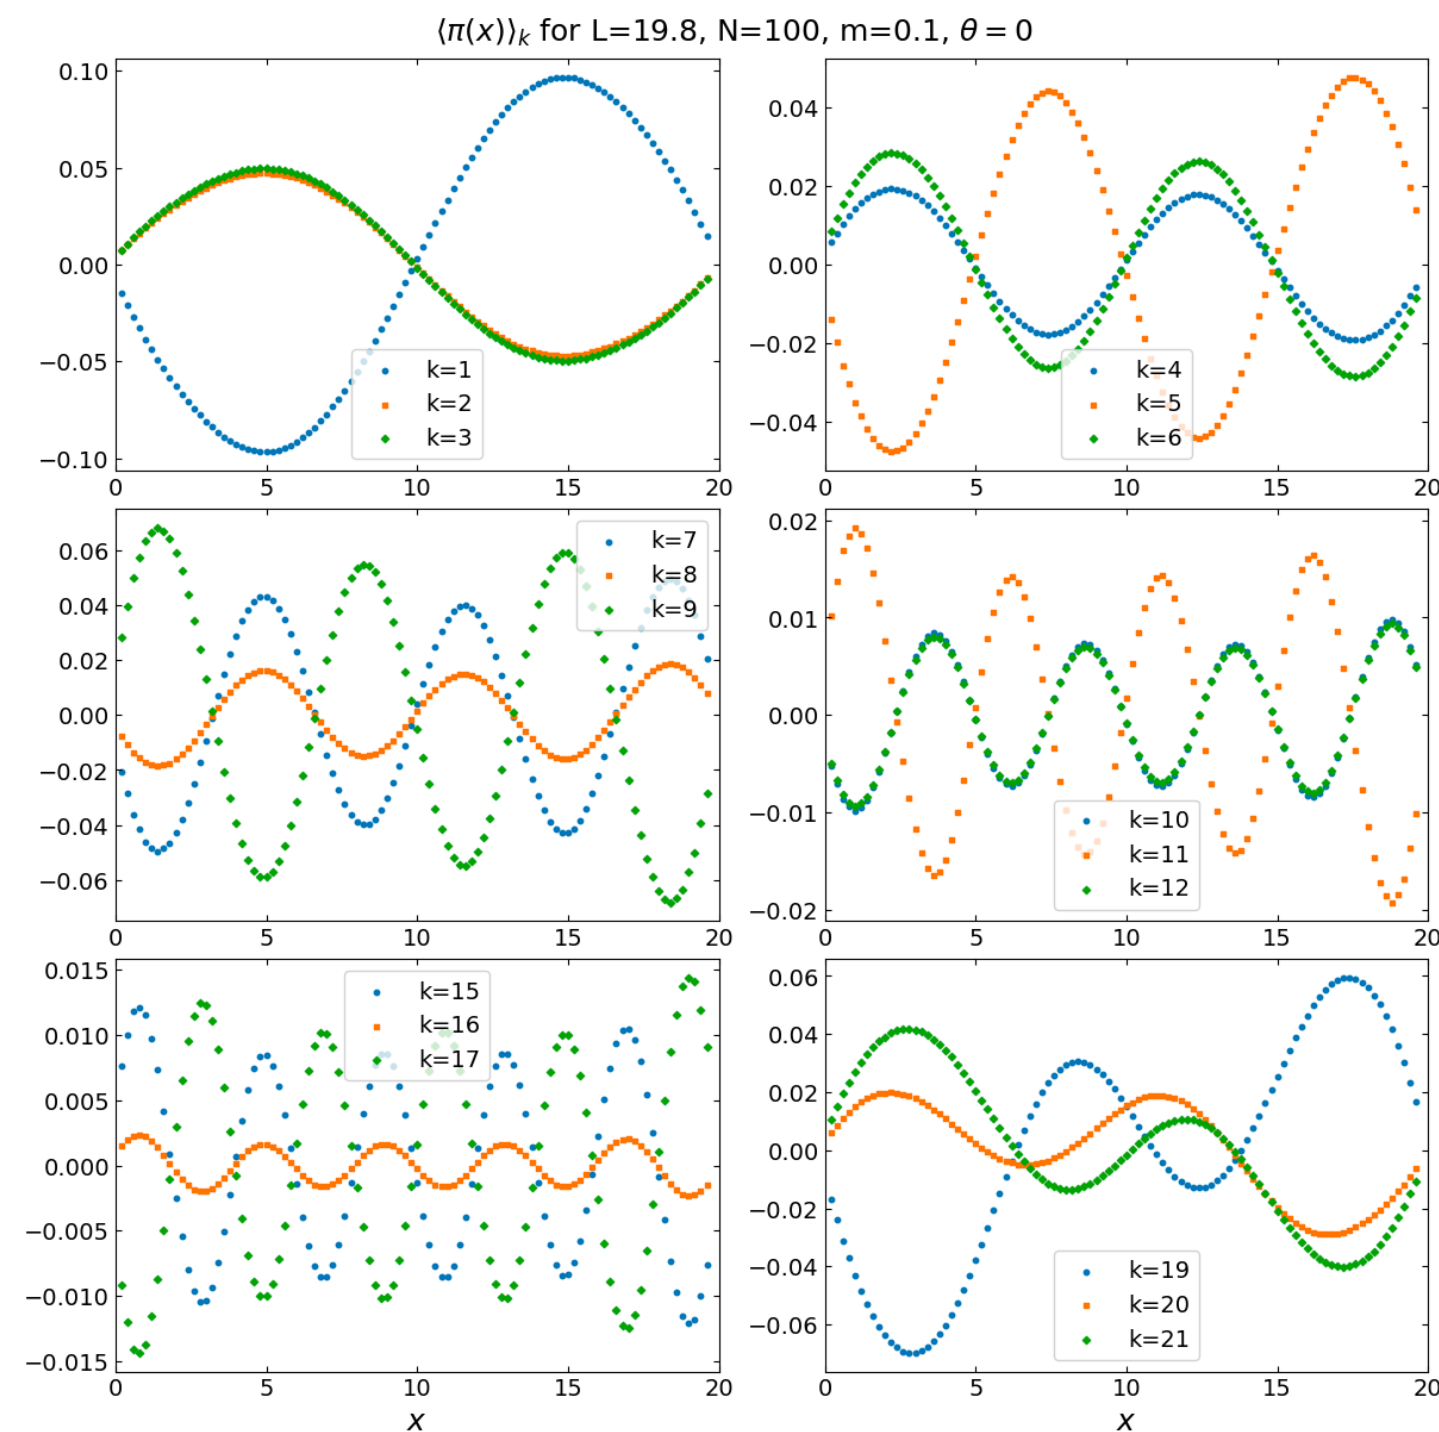 ⟨π(x)⟩k for L=19.8, N=100, m=0.1, θ = 0
0.10
0.05
0.00
−0.05
−0.10
0 5 10 15 20
k=1
k=2
k=3
0.04
0.02
0.00
−0.02
−0.04
0 5 10 15 20
k=4
k=5
k=6
0.06
0.04
0.02
0.00
−0.02
−0.04
−0.06
0 5 10 15 20
k=7
k=8
k=9
0.02
0.01
0.00
−0.01
−0.02
0 5 10 15 20
k=10
k=11
k=12
0.015
0.010
0.005
0.000
−0.005
−0.010
−0.015
0 5 10 15 20
x
k=15
k=16
k=17
0.06
0.04
0.02
0.00
−0.02
−0.04
−0.06
0 5 10 15 20
x
k=19
k=20
k=21